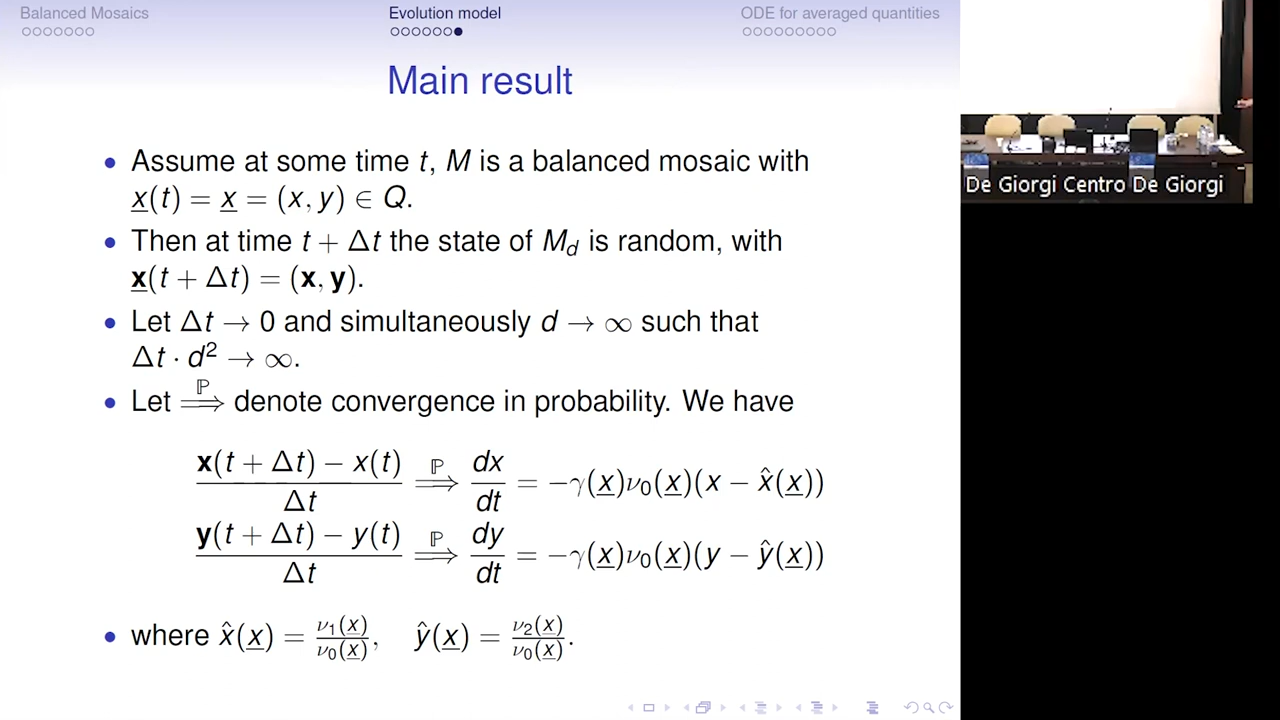 Balanced Mosaics
Evolution model
ODE for averaged quantities
Main result
• Assume at some time t, M is a balanced mosaic with
x̲(t) = x̲ = (x, y) ∈ Q.
• Then at time t + Δt the state of M_d is random, with
𝐱̲(t + Δt) = (𝐱, 𝐲).
• Let Δt → 0 and simultaneously d → ∞ such that
Δt · d² → ∞.
• Let ⟹^ℙ denote convergence in probability. We have
(𝐱(t + Δt) − x(t))/Δt ⟹^ℙ dx/dt = −γ(x̲)ν₀(x̲)(x − x̂(x̲))
(𝐲(t + Δt) − y(t))/Δt ⟹^ℙ dy/dt = −γ(x̲)ν₀(x̲)(y − ŷ(x̲))
• where x̂(x̲) = ν₁(x̲)/ν₀(x̲), ŷ(x̲) = ν₂(x̲)/ν₀(x̲).
De Giorgi Centro De Giorgi